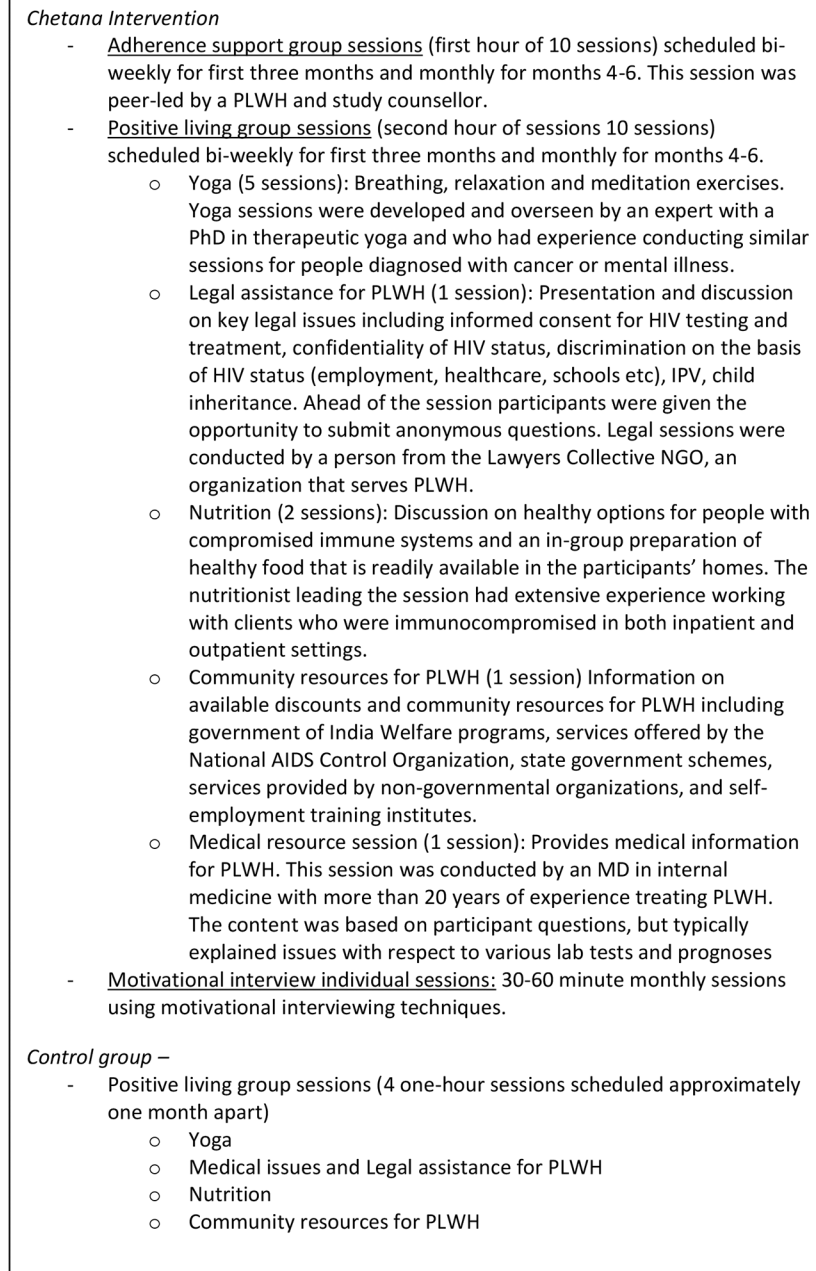 Chetana Intervention
- Adherence support group sessions (first hour of 10 sessions) scheduled bi-
weekly for first three months and monthly for months 4-6. This session was
peer-led by a PLWH and study counsellor.
- Positive living group sessions (second hour of sessions 10 sessions)
scheduled bi-weekly for first three months and monthly for months 4-6.
o Yoga (5 sessions): Breathing, relaxation and meditation exercises.
Yoga sessions were developed and overseen by an expert with a
PhD in therapeutic yoga and who had experience conducting similar
sessions for people diagnosed with cancer or mental illness.
o Legal assistance for PLWH (1 session): Presentation and discussion
on key legal issues including informed consent for HIV testing and
treatment, confidentiality of HIV status, discrimination on the basis
of HIV status (employment, healthcare, schools etc), IPV, child
inheritance. Ahead of the session participants were given the
opportunity to submit anonymous questions. Legal sessions were
conducted by a person from the Lawyers Collective NGO, an
organization that serves PLWH.
o Nutrition (2 sessions): Discussion on healthy options for people with
compromised immune systems and an in-group preparation of
healthy food that is readily available in the participants’ homes. The
nutritionist leading the session had extensive experience working
with clients who were immunocompromised in both inpatient and
outpatient settings.
o Community resources for PLWH (1 session) Information on
available discounts and community resources for PLWH including
government of India Welfare programs, services offered by the
National AIDS Control Organization, state government schemes,
services provided by non-governmental organizations, and self-
employment training institutes.
o Medical resource session (1 session): Provides medical information
for PLWH. This session was conducted by an MD in internal
medicine with more than 20 years of experience treating PLWH.
The content was based on participant questions, but typically
explained issues with respect to various lab tests and prognoses
- Motivational interview individual sessions: 30-60 minute monthly sessions
using motivational interviewing techniques.
Control group –
- Positive living group sessions (4 one-hour sessions scheduled approximately
one month apart)
o Yoga
o Medical issues and Legal assistance for PLWH
o Nutrition
o Community resources for PLWH